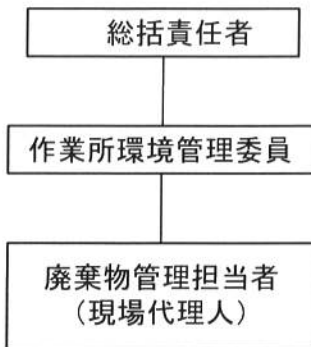 総括責任者
作業所環境管理委員
廃棄物管理担当者
（現場代理人）